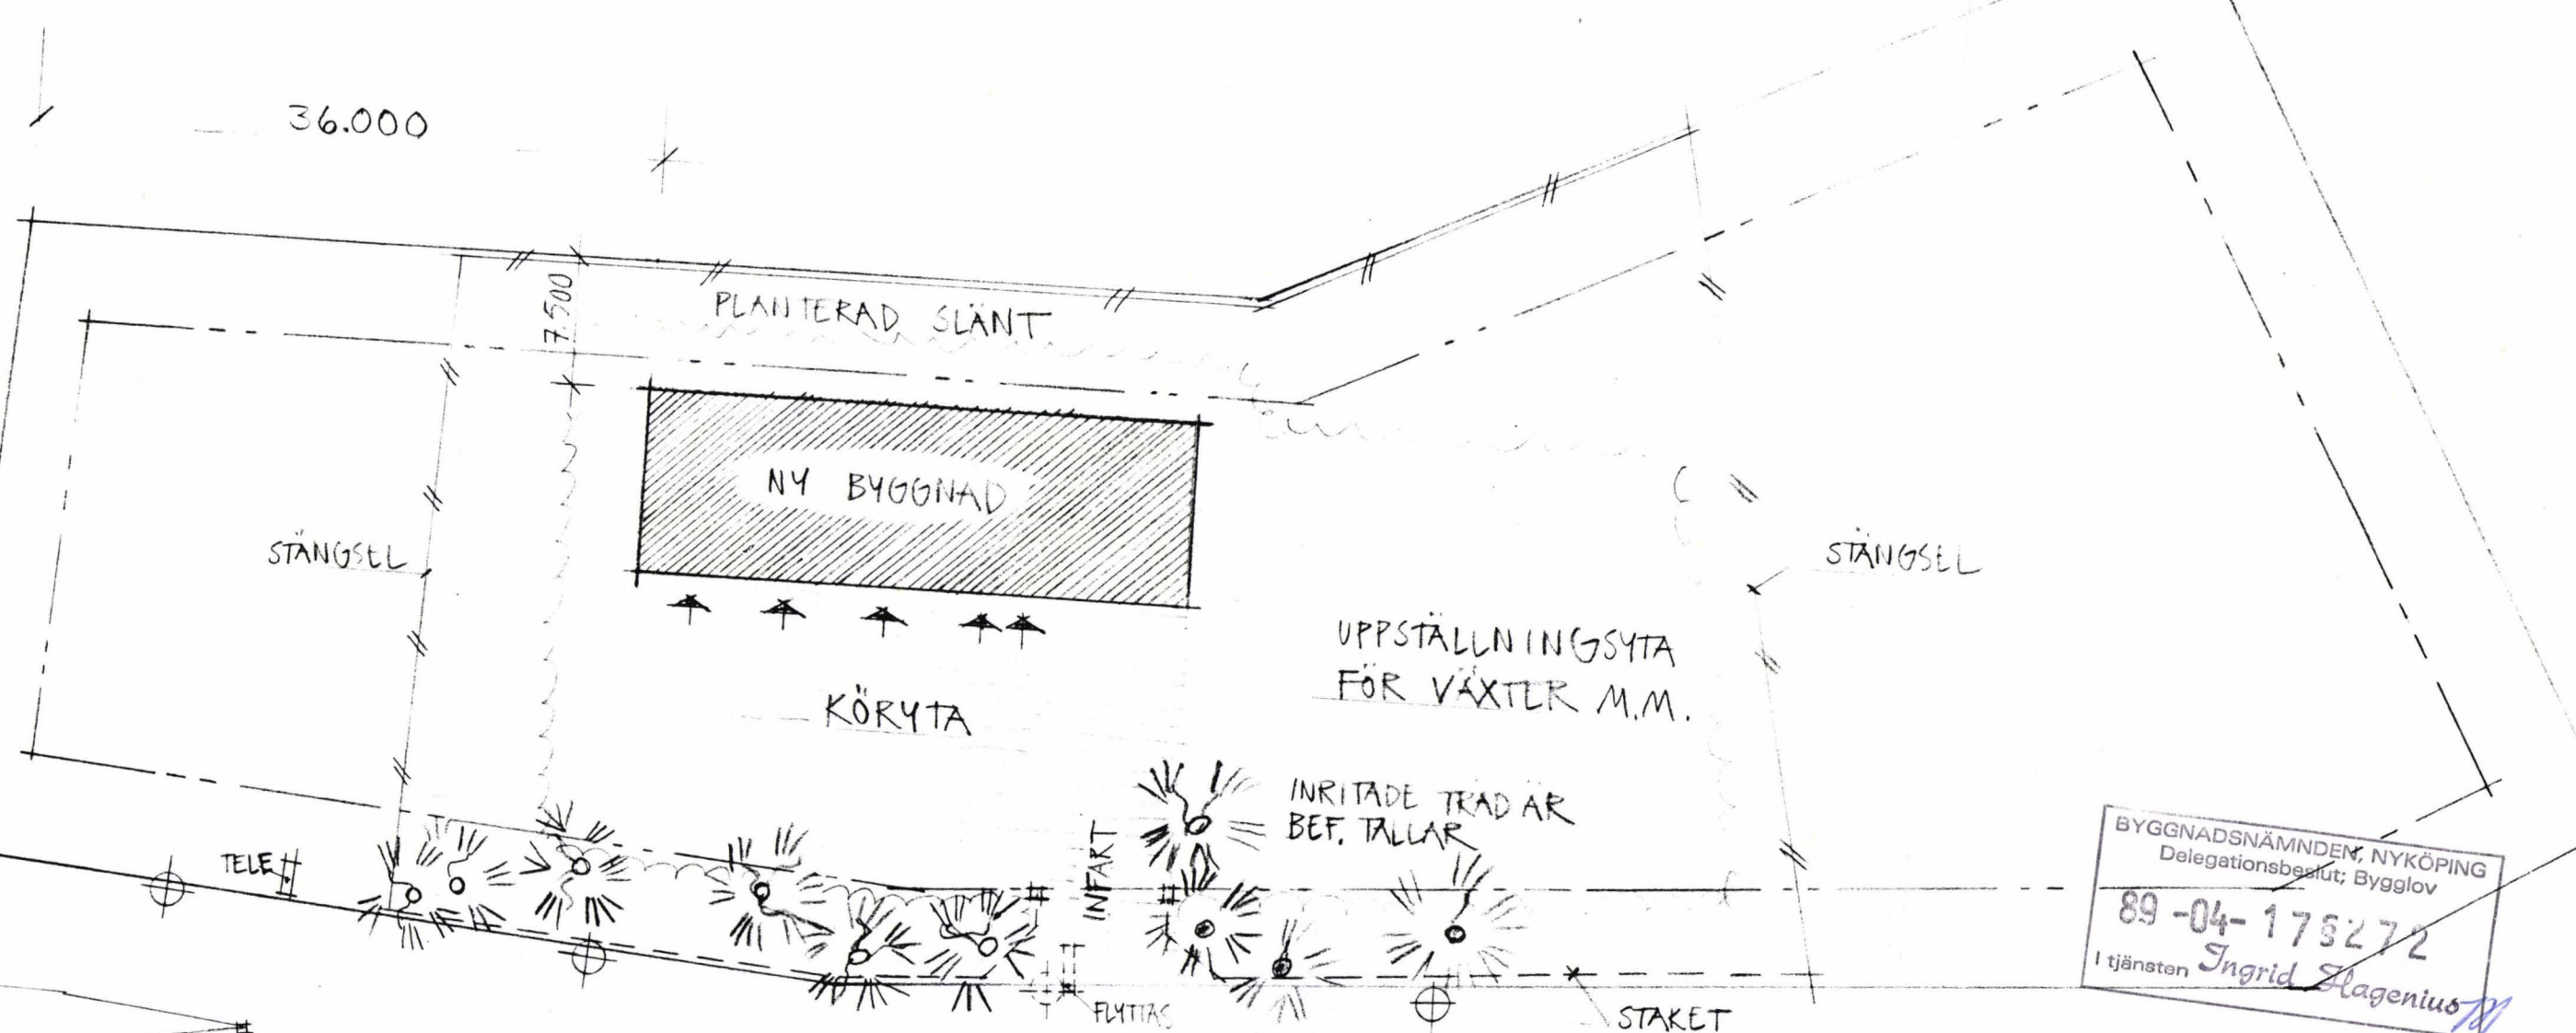 36.000
7.500
PLANTERAD SLÄNT
NY BYGGNAD
STÄNGSEL
STÄNGSEL
UPPSTÄLLNINGSYTA
FÖR VÄXTER M.M.
KÖRYTA
INRITADE TRÄD ÄR
BEF. TALLAR
INFART
TELE
FLYTTAS
STAKET
BYGGNADSNÄMNDEN, NYKÖPING
Delegationsbeslut; Bygglov
89-04-17 § 272
I tjänsten Ingrid Hagenius